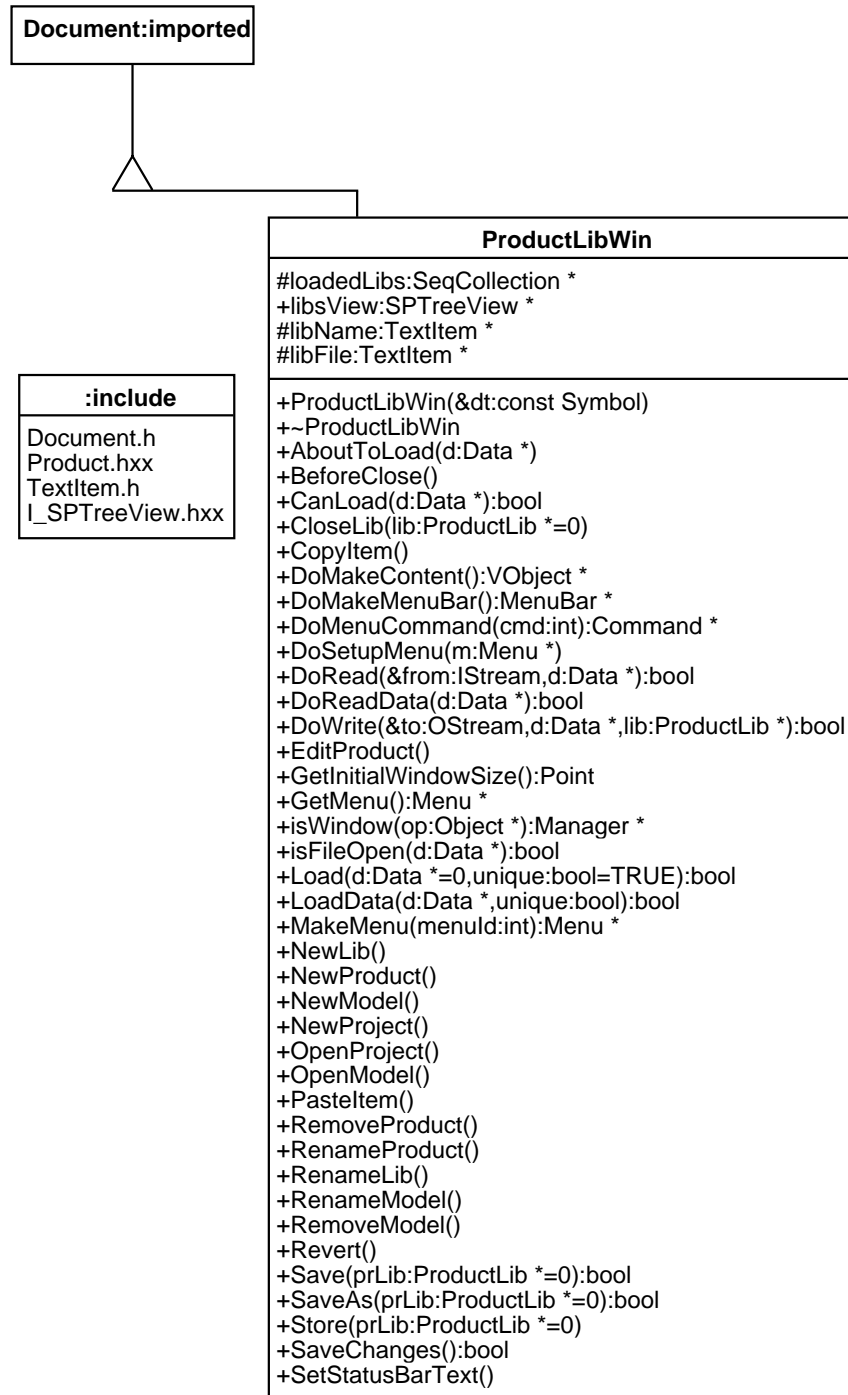 Document:imported
ProductLibWin
#loadedLibs:SeqCollection *
+libsView:SPTreeView *
#libName:TextItem *
#libFile:TextItem *
:include
Document.h
Product.hxx
TextItem.h
I_SPTreeView.hxx
+ProductLibWin(&dt:const Symbol)
+~ProductLibWin
+AboutToLoad(d:Data *)
+BeforeClose()
+CanLoad(d:Data *):bool
+CloseLib(lib:ProductLib *=0)
+CopyItem()
+DoMakeContent():VObject *
+DoMakeMenuBar():MenuBar *
+DoMenuCommand(cmd:int):Command *
+DoSetupMenu(m:Menu *)
+DoRead(&from:IStream,d:Data *):bool
+DoReadData(d:Data *):bool
+DoWrite(&to:OStream,d:Data *,lib:ProductLib *):bool
+EditProduct()
+GetInitialWindowSize():Point
+GetMenu():Menu *
+isWindow(op:Object *):Manager *
+isFileOpen(d:Data *):bool
+Load(d:Data *=0,unique:bool=TRUE):bool
+LoadData(d:Data *,unique:bool):bool
+MakeMenu(menuId:int):Menu *
+NewLib()
+NewProduct()
+NewModel()
+NewProject()
+OpenProject()
+OpenModel()
+PasteItem()
+RemoveProduct()
+RenameProduct()
+RenameLib()
+RenameModel()
+RemoveModel()
+Revert()
+Save(prLib:ProductLib *=0):bool
+SaveAs(prLib:ProductLib *=0):bool
+Store(prLib:ProductLib *=0)
+SaveChanges():bool
+SetStatusBarText()